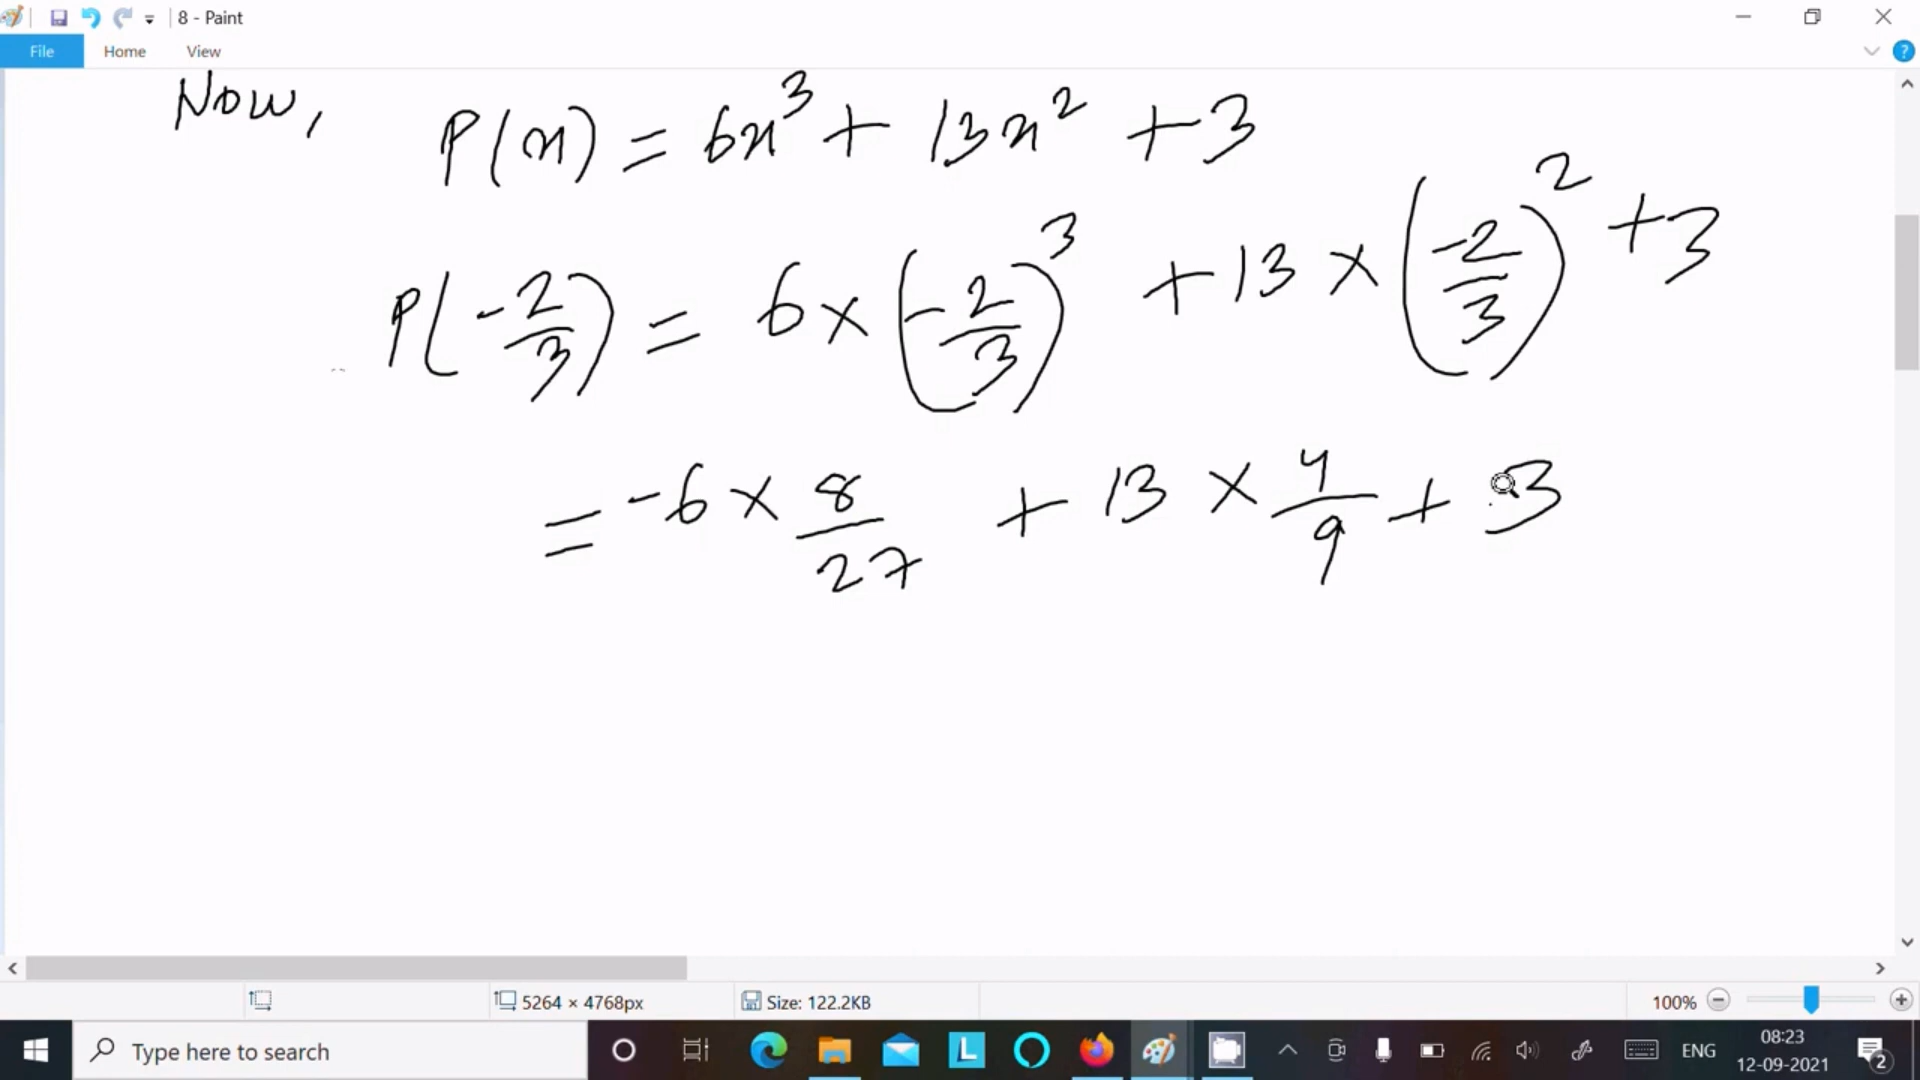 8 - Paint
File Home View
Now,
P(x) = 6x³ + 13x² + 3
P(-2/3) = 6 × (-2/3)³ + 13 × (-2/3)² + 3
= -6 × 8/27 + 13 × 4/9 + 3
5264 × 4768px Size: 122.2KB 100%
Type here to search L ENG 08:23 12-09-2021 2